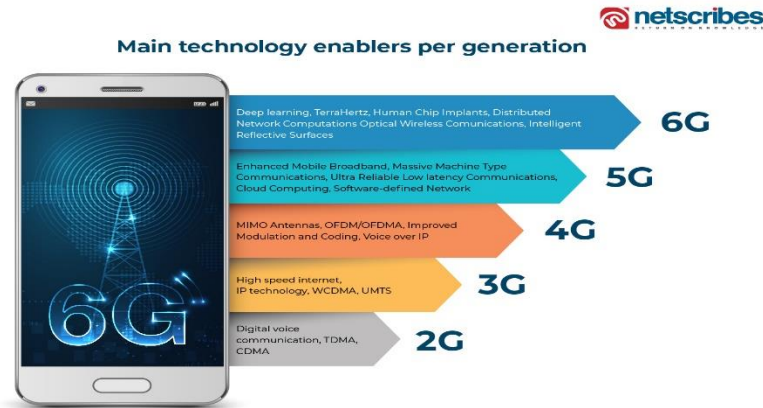 netscribes
RETURN ON KNOWLEDGE
Main technology enablers per generation
Deep learning, TerraHertz, Human Chip Implants, Distributed
Network Computations Optical Wireless Comunications, Intelligent
Reflective Surfaces
6G
Enhanced Mobile Broadband, Massive Machine Type
Communications, Ultra Reliable Low latency Communications,
Cloud Computing, Software-defined Network
5G
MIMO Antennas, OFDM/OFDMA, Improved
Modulation and Coding, Voice over IP
4G
High speed internet,
IP technology, WCDMA, UMTS
3G
Digital voice
communication, TDMA,
CDMA
2G
6G